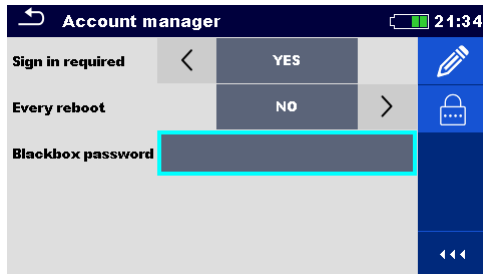 Account manager 21:34
Sign in required YES
Every reboot NO
Blackbox password